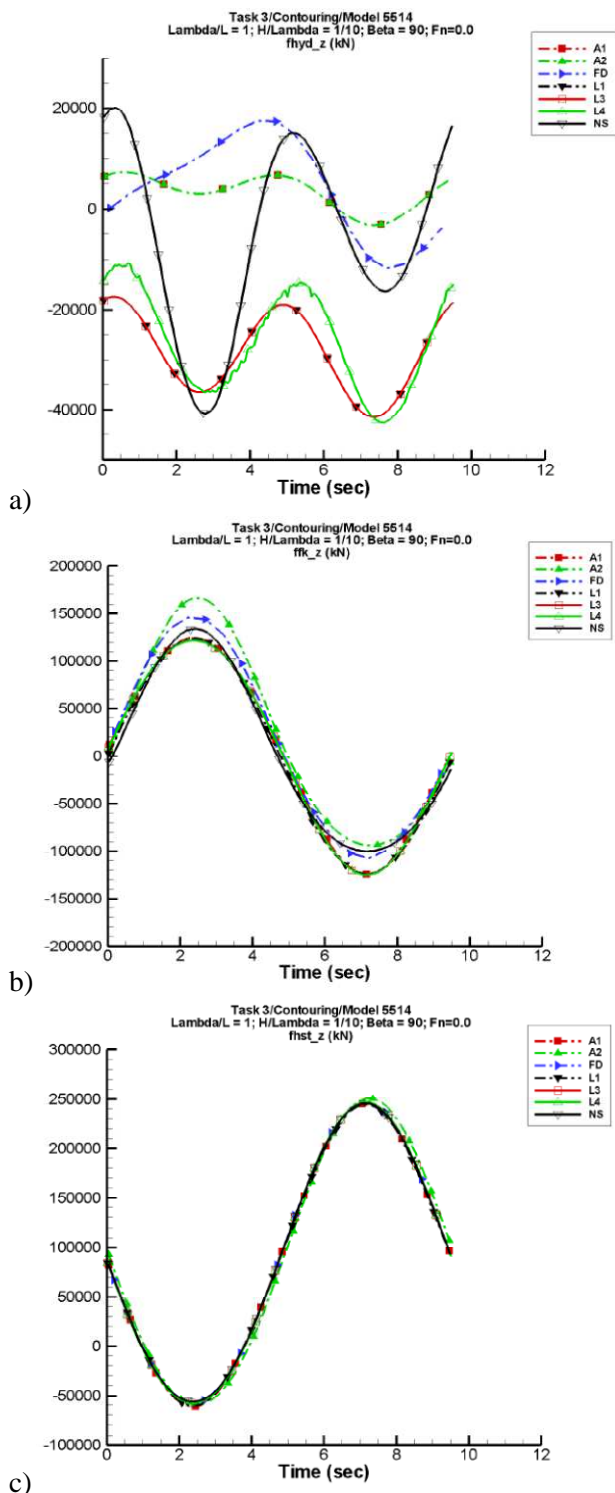 Task 3/Contouring/Model 5514
Lambda/L = 1; H/Lambda = 1/10; Beta = 90; Fn=0.0
fhyd_z (kN)
A1
A2
FD
L1
L3
L4
NS
20000
0
-20000
-40000
0 2 4 6 8 10 12
Time (sec)
a)
Task 3/Contouring/Model 5514
Lambda/L = 1; H/Lambda = 1/10; Beta = 90; Fn=0.0
ffk_z (kN)
A1
A2
FD
L1
L3
L4
NS
200000
150000
100000
50000
0
-50000
-100000
-150000
-200000
0 2 4 6 8 10 12
Time (sec)
b)
Task 3/Contouring/Model 5514
Lambda/L = 1; H/Lambda = 1/10; Beta = 90; Fn=0.0
fhst_z (kN)
A1
A2
FD
L1
L3
L4
NS
300000
250000
200000
150000
100000
50000
0
-50000
-100000
0 2 4 6 8 10 12
Time (sec)
c)